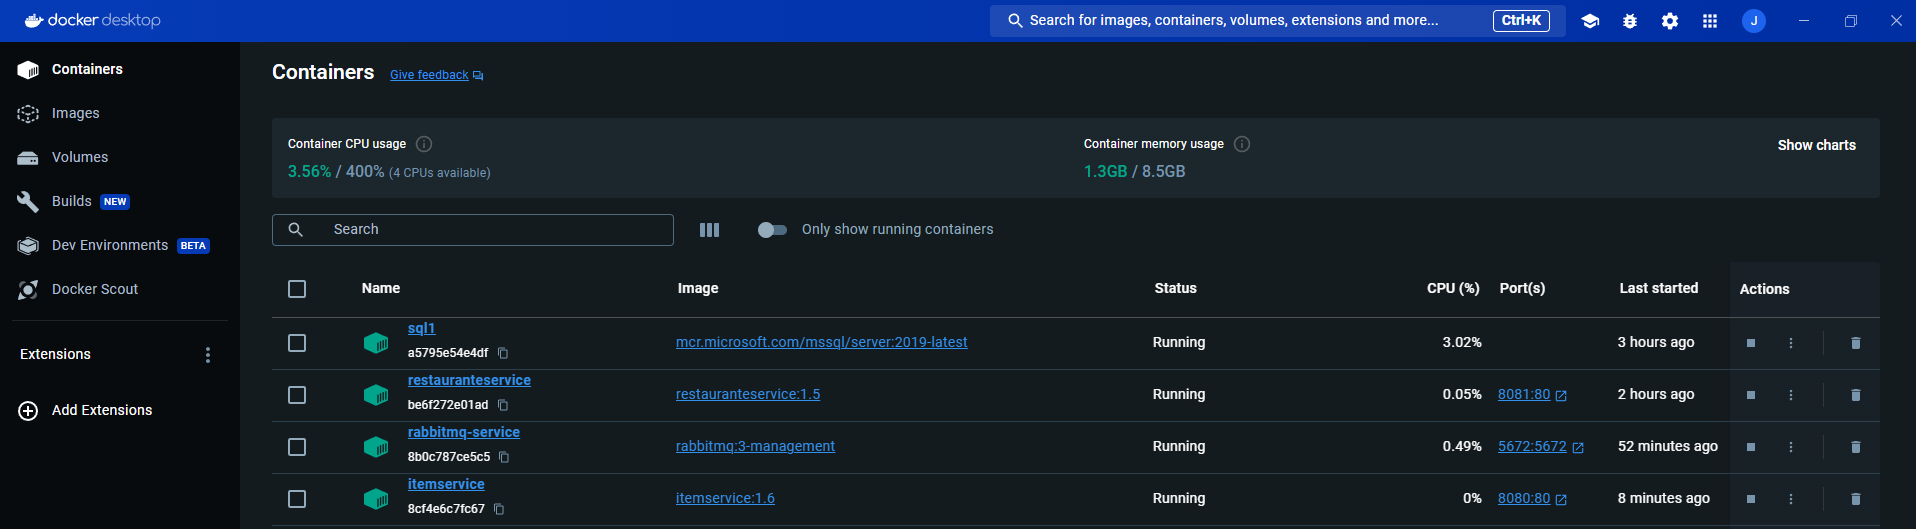 docker desktop
Search for images, containers, volumes, extensions and more... Ctrl+K
J
Containers
Images
Volumes
Builds NEW
Dev Environments BETA
Docker Scout
Extensions
Add Extensions
Containers Give feedback
Container CPU usage
3.56% / 400% (4 CPUs available)
Container memory usage
1.3GB / 8.5GB
Show charts
Search
Only show running containers
Name Image Status CPU (%) Port(s) Last started Actions
sql1
a5795e54e4df
mcr.microsoft.com/mssql/server:2019-latest Running 3.02% 3 hours ago
restauranteservice
be6f272e01ad
restauranteservice:1.5 Running 0.05% 8081:80 2 hours ago
rabbitmq-service
8b0c787ce5c5
rabbitmq:3-management Running 0.49% 5672:5672 52 minutes ago
itemservice
8cf4e6c7fc67
itemservice:1.6 Running 0% 8080:80 8 minutes ago